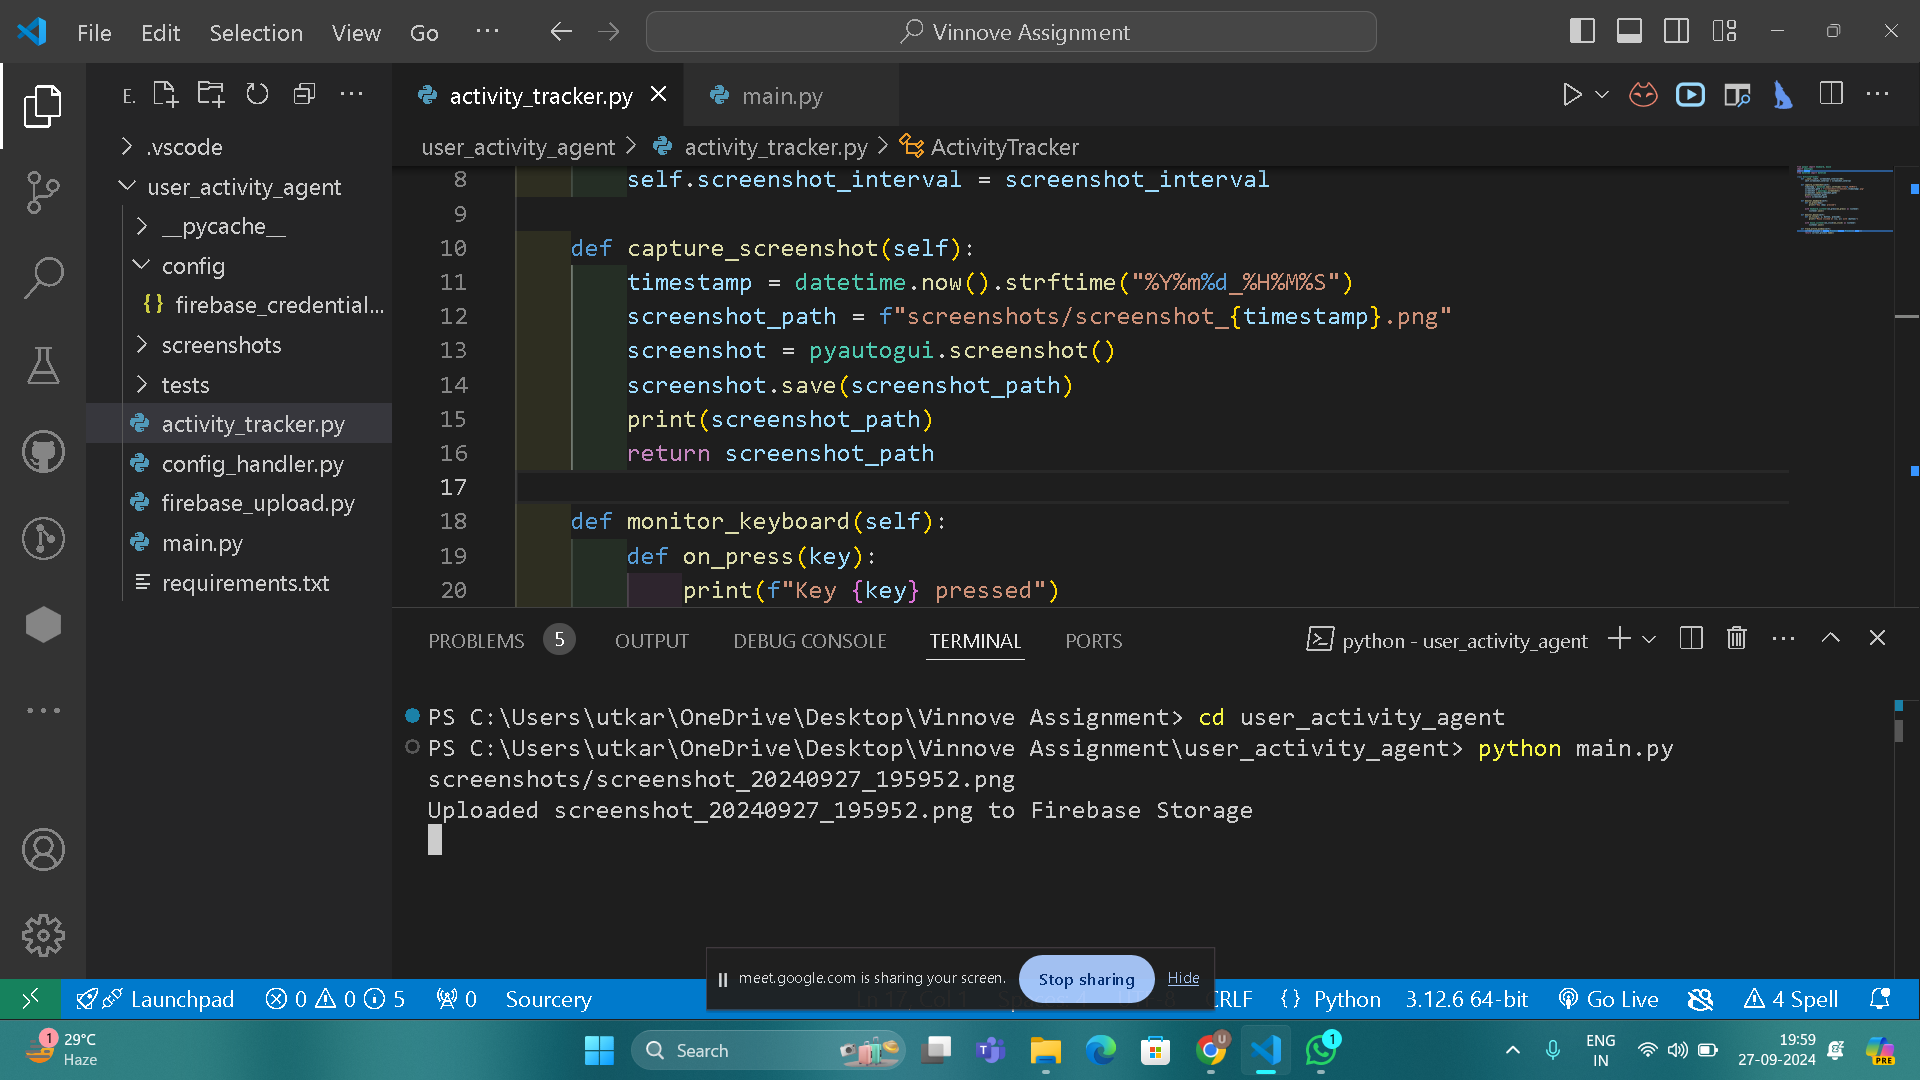 File Edit Selection View Go ···
Vinnove Assignment
E.
.vscode
user_activity_agent
__pycache__
config
{} firebase_credential...
screenshots
tests
activity_tracker.py
config_handler.py
firebase_upload.py
main.py
requirements.txt
activity_tracker.py main.py
user_activity_agent > activity_tracker.py > ActivityTracker
8 self.screenshot_interval = screenshot_interval
9
10 def capture_screenshot(self):
11 timestamp = datetime.now().strftime("%Y%m%d_%H%M%S")
12 screenshot_path = f"screenshots/screenshot_{timestamp}.png"
13 screenshot = pyautogui.screenshot()
14 screenshot.save(screenshot_path)
15 print(screenshot_path)
16 return screenshot_path
17
18 def monitor_keyboard(self):
19 def on_press(key):
20 print(f"Key {key} pressed")
PROBLEMS 5 OUTPUT DEBUG CONSOLE TERMINAL PORTS python - user_activity_agent
PS C:\Users\utkar\OneDrive\Desktop\Vinnove Assignment> cd user_activity_agent
PS C:\Users\utkar\OneDrive\Desktop\Vinnove Assignment\user_activity_agent> python main.py
screenshots/screenshot_20240927_195952.png
Uploaded screenshot_20240927_195952.png to Firebase Storage
meet.google.com is sharing your screen. Stop sharing Hide
Launchpad 0 0 5 0 Sourcery CRLF {} Python 3.12.6 64-bit Go Live 4 Spell
1 29°C
Haze
Search
U
1
ENG
IN
19:59
27-09-2024
PRE